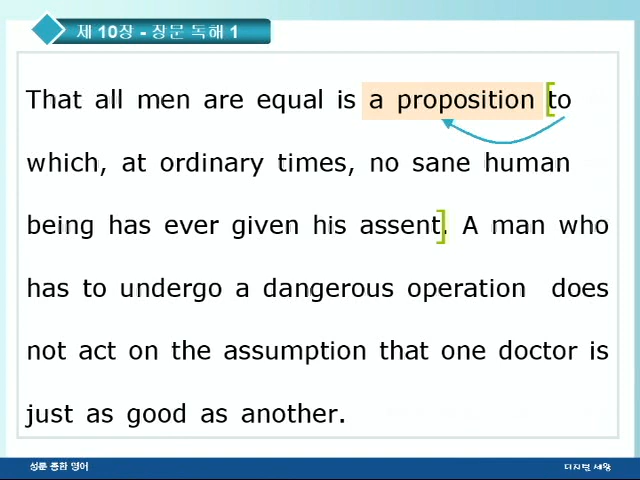 제 10장 - 장문 독해 1
That all men are equal is a proposition to
which, at ordinary times, no sane human
being has ever given his assent. A man who
has to undergo a dangerous operation does
not act on the assumption that one doctor is
just as good as another.
성문 종합 영어
디지털 세상